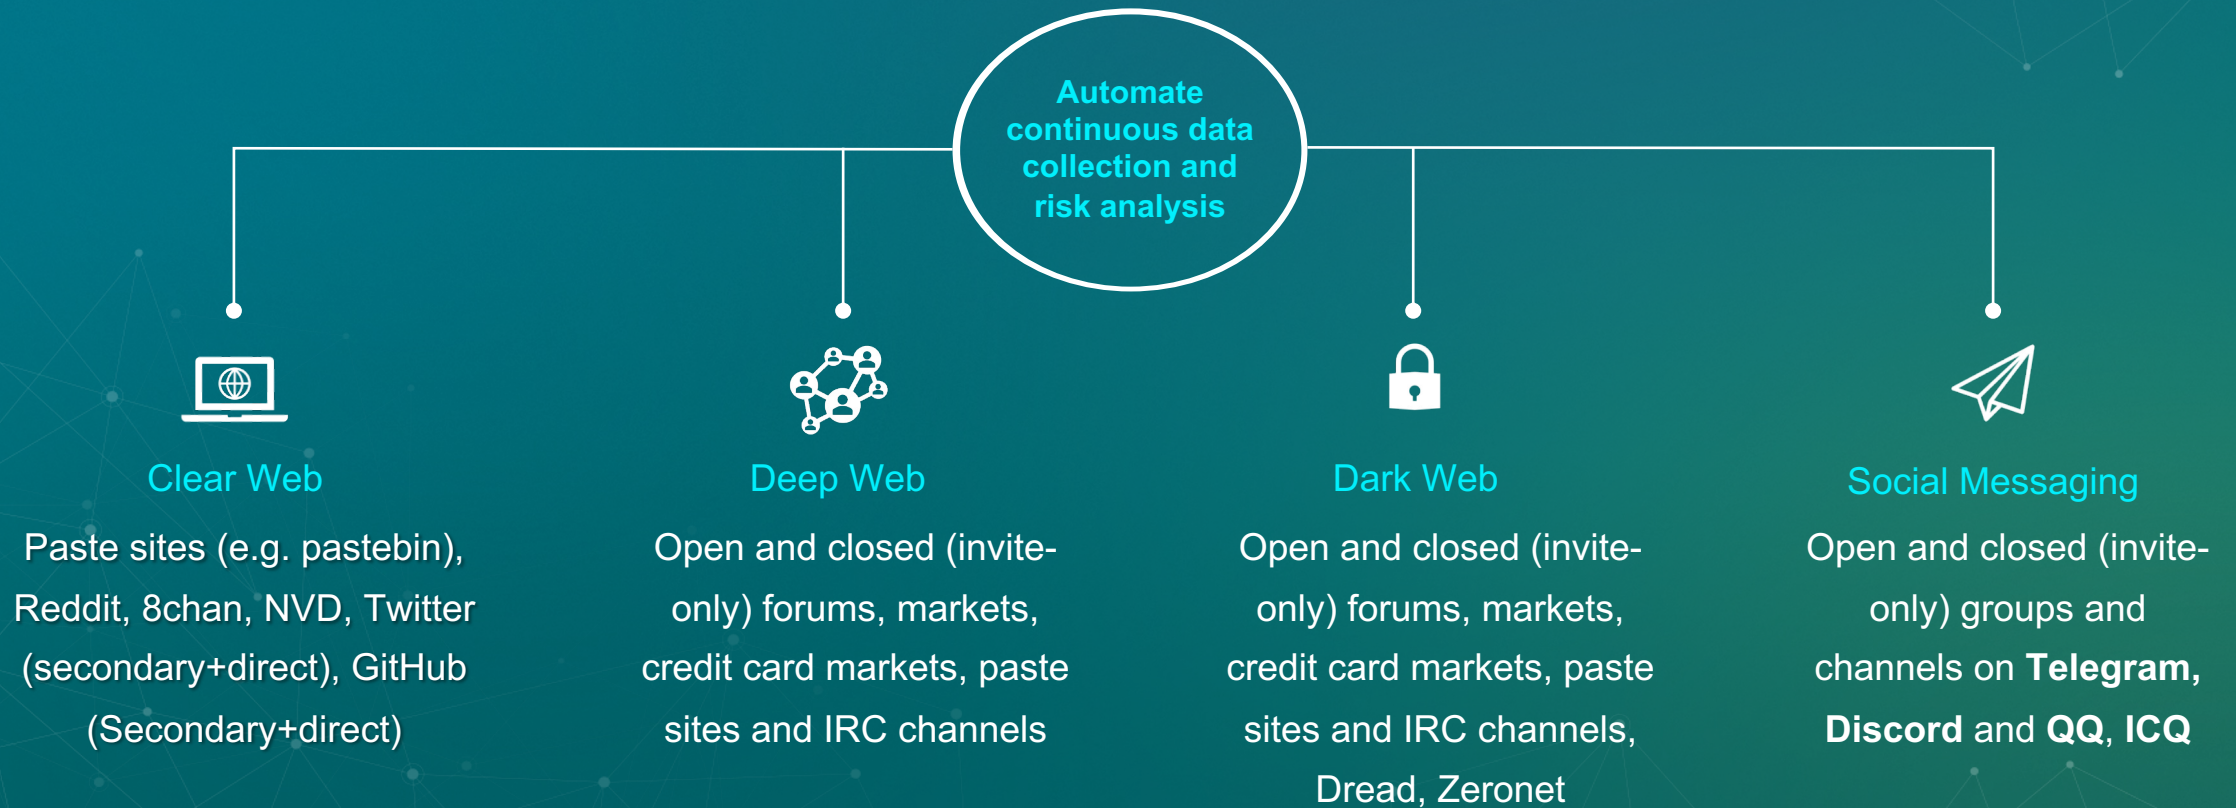 Automate
continuous data
collection and
risk analysis
Clear Web
Paste sites (e.g. pastebin),
Reddit, 8chan, NVD, Twitter
(secondary+direct), GitHub
(Secondary+direct)
Deep Web
Open and closed (invite-
only) forums, markets,
credit card markets, paste
sites and IRC channels
Dark Web
Open and closed (invite-
only) forums, markets,
credit card markets, paste
sites and IRC channels,
Dread, Zeronet
Social Messaging
Open and closed (invite-
only) groups and
channels on Telegram,
Discord and QQ, ICQ